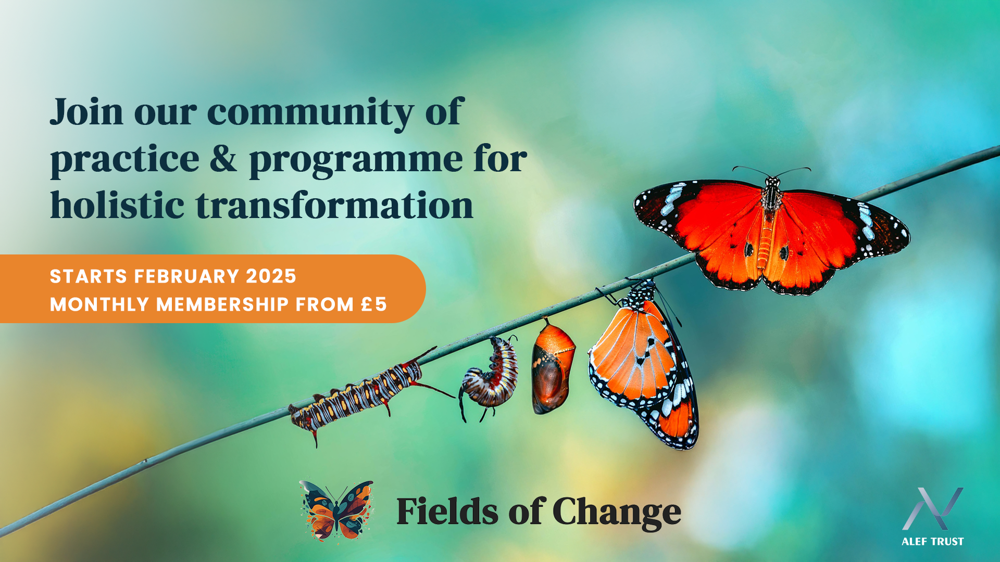 Join our community of
practice & programme for
holistic transformation
STARTS FEBRUARY 2025
MONTHLY MEMBERSHIP FROM £5
Fields of Change
ALEF TRUST